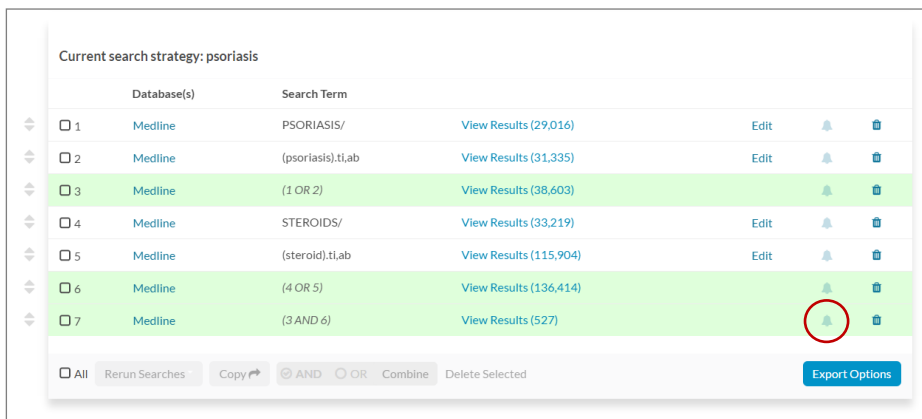 Current search strategy: psoriasis
Database(s) Search Term
1 Medline PSORIASIS/ View Results (29,016) Edit
2 Medline (psoriasis).ti,ab View Results (31,335) Edit
3 Medline (1 OR 2) View Results (38,603)
4 Medline STEROIDS/ View Results (33,219) Edit
5 Medline (steroid).ti,ab View Results (115,904) Edit
6 Medline (4 OR 5) View Results (136,414)
7 Medline (3 AND 6) View Results (527)
All Rerun Searches Copy AND OR Combine Delete Selected Export Options